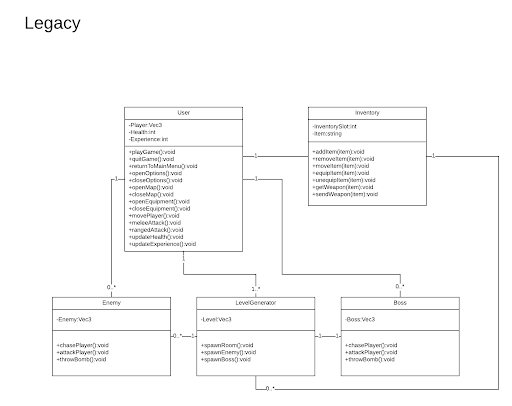 Legacy
User
-Player:Vec3
-Health:int
-Experience:int
+playGame():void
+quitGame():void
+returnToMainMenu():void
+openOptions():void
+closeOptions():void
+openMap():void
+closeMap():void
+openEquipment():void
+closeEquipment():void
+movePlayer():void
+meleeAttack():void
+rangedAttack():void
+updateHealth():void
+updateExperience():void
Inventory
-InventorySlot:int
-Item:string
+addItem(item):void
+removeItem(item):void
+moveItem(item):void
+equipItem(item):void
+unequipItem(item):void
+getWeapon(item):void
+sendWeapon(item):void
1
1
1
1
1
0..*
1..*
0..*
Enemy
-Enemy:Vec3
+chasePlayer():void
+attackPlayer():void
+throwBomb():void
0..*
1
LevelGenerator
-Level:Vec3
+spawnRoom():void
+spawnEnemy():void
+spawnBoss():void
1
1
Boss
-Boss:Vec3
+chasePlayer():void
+attackPlayer():void
+throwBomb():void
0..*